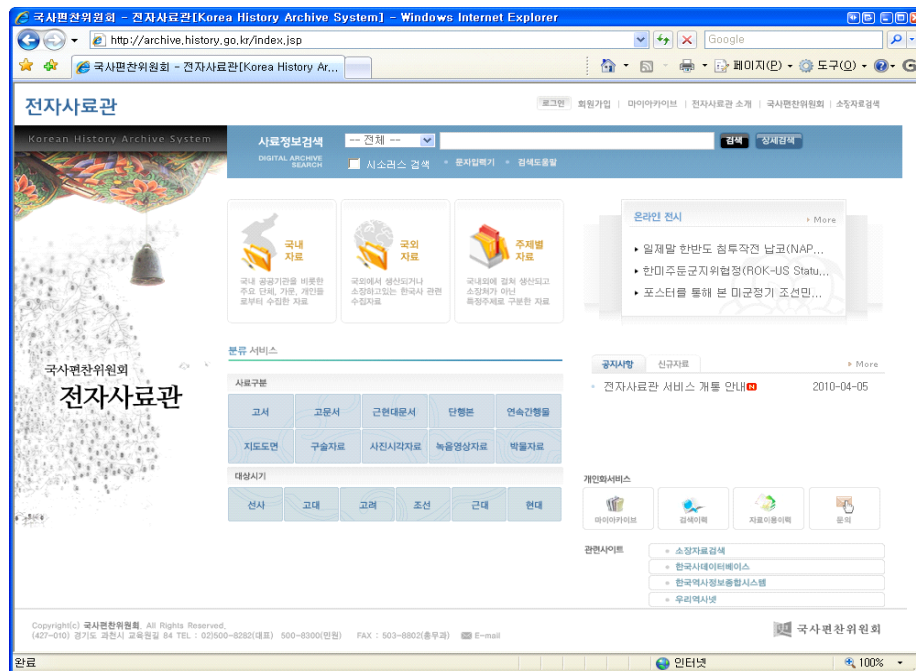 국사편찬위원회 - 전자사료관[Korea History Archive System] - Windows Internet Explorer
http://archive.history.go.kr/index.jsp
Google
국사편찬위원회 - 전자사료관[Korea History Ar...
페이지(P)
도구(O)
전자사료관
로그인 회원가입 | 마이아카이브 | 전자사료관 소개 | 국사편찬위원회 | 소장자료검색
Korean History Archive System
사료정보검색
DIGITAL ARCHIVE
SEARCH
-- 전체 --
검색
상세검색
시소러스 검색
문자입력기
검색도움말
국내
자료
국내 공공기관을 비롯한
주요 단체, 가문, 개인들
로부터 수집한 자료
국외
자료
국외에서 생산되거나
소장하고있는 한국사 관련
수집자료
주제별
자료
국내외에 걸쳐 생산되고
소장처가 아닌
특정주제로 구분한 자료
온라인 전시
More
일제말 한반도 침투작전 납코(NAP...
한미주둔군지위협정(ROK-US Statu...
포스터를 통해 본 미군정기 조선민...
국사편찬위원회
전자사료관
분류 서비스
사료구분
고서 고문서 근현대문서 단행본 연속간행물
지도도면 구술자료 사진시각자료 녹음영상자료 박물자료
대상시기
선사 고대 고려 조선 근대 현대
공지사항 신규자료 More
전자사료관 서비스 개통 안내 N 2010-04-05
개인화서비스
마이아카이브 검색이력 자료이용이력 문의
관련사이트
소장자료검색
한국사데이터베이스
한국역사정보종합시스템
우리역사넷
Copyright(c) 국사편찬위원회. All Rights Reserved.
(427-010) 경기도 과천시 교육원길 84 TEL : 02)500-8282(대표) 500-8300(민원) FAX : 503-8802(총무과) E-mail
국사편찬위원회
완료
인터넷
100%